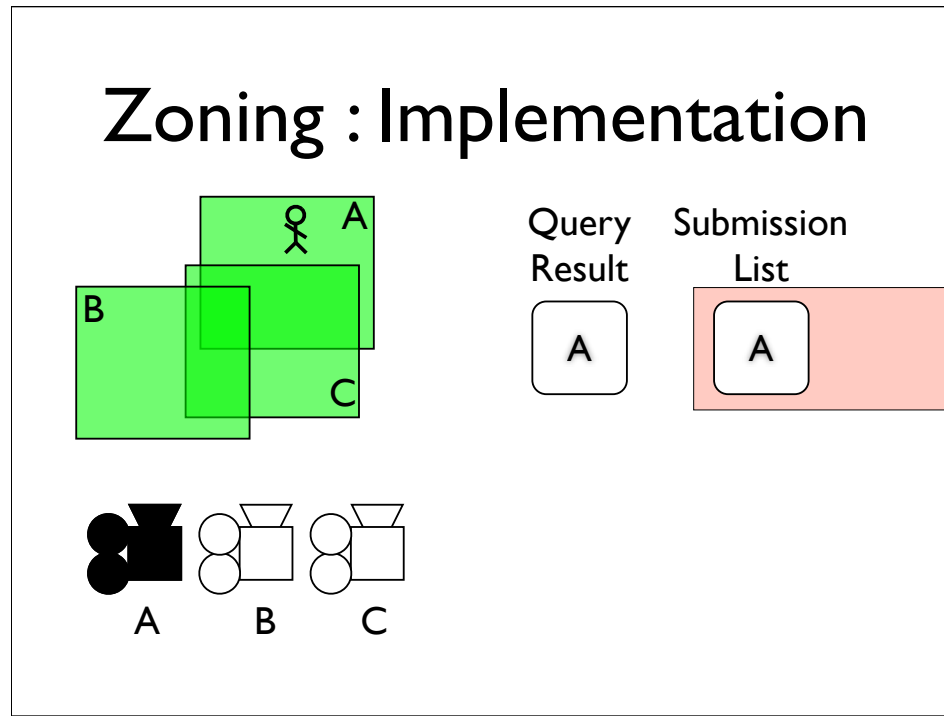 Zoning : Implementation
A
B
C
Query
Result
Submission
List
A
A
A
B
C